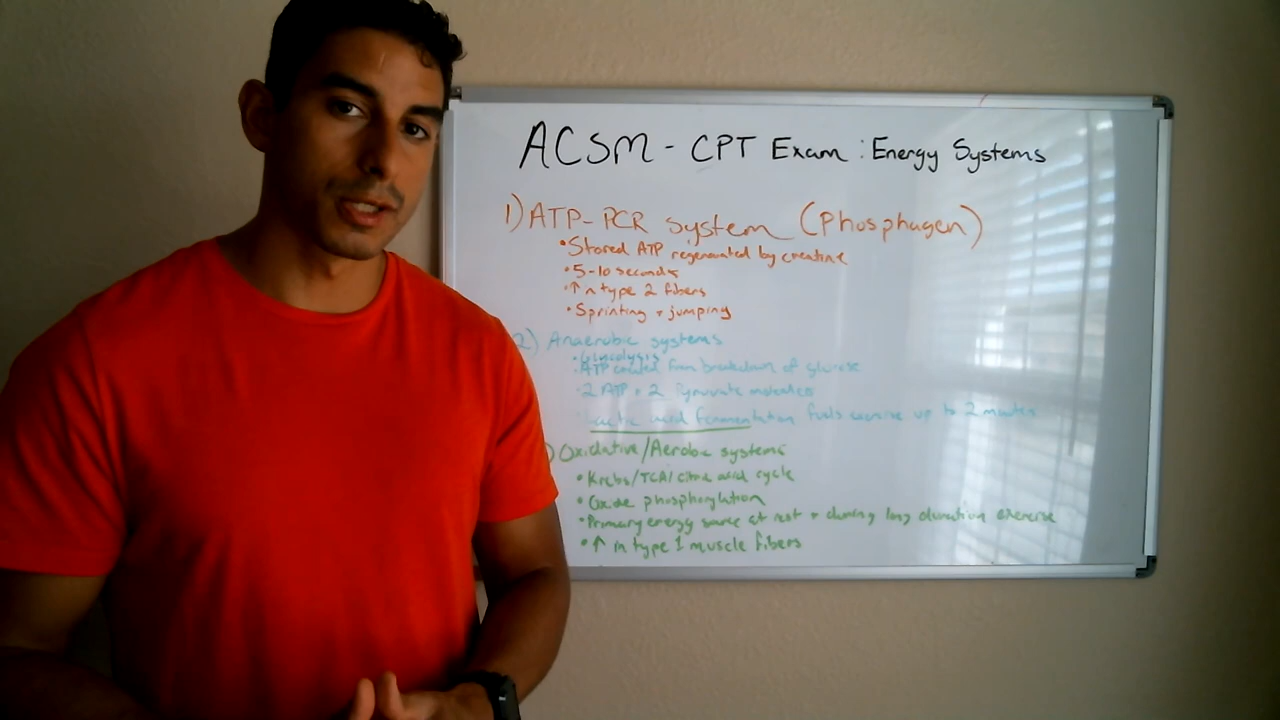 ACSM - CPT Exam : Energy Systems
1) ATP-PCR system (Phosphagen)
• Stored ATP regenerated by creatine
• 5-10 seconds
• ↑ in type 2 fibers
• Sprinting + jumping
2) Anaerobic systems
• Glycolysis
• ATP created from breakdown of glucose
• 2 ATP + 2 Pyruvate molecules
• Lactic acid fermentation fuels exercise up to 2 minutes
) Oxidative/Aerobic systems
• Krebs/TCA/citric acid cycle
• Oxide phosphorylation
• Primary energy source at rest + during long duration exercise
• ↑ in type 1 muscle fibers